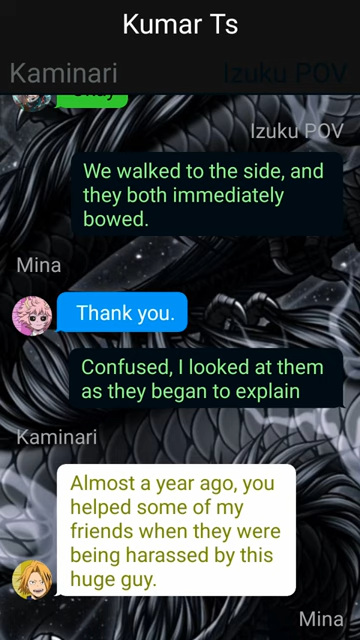 Kumar Ts
Kaminari
Izuku POV
Okay
Izuku POV
We walked to the side, and
they both immediately
bowed.
Mina
Thank you.
Confused, I looked at them
as they began to explain
Kaminari
Almost a year ago, you
helped some of my
friends when they were
being harassed by this
huge guy.
Mina